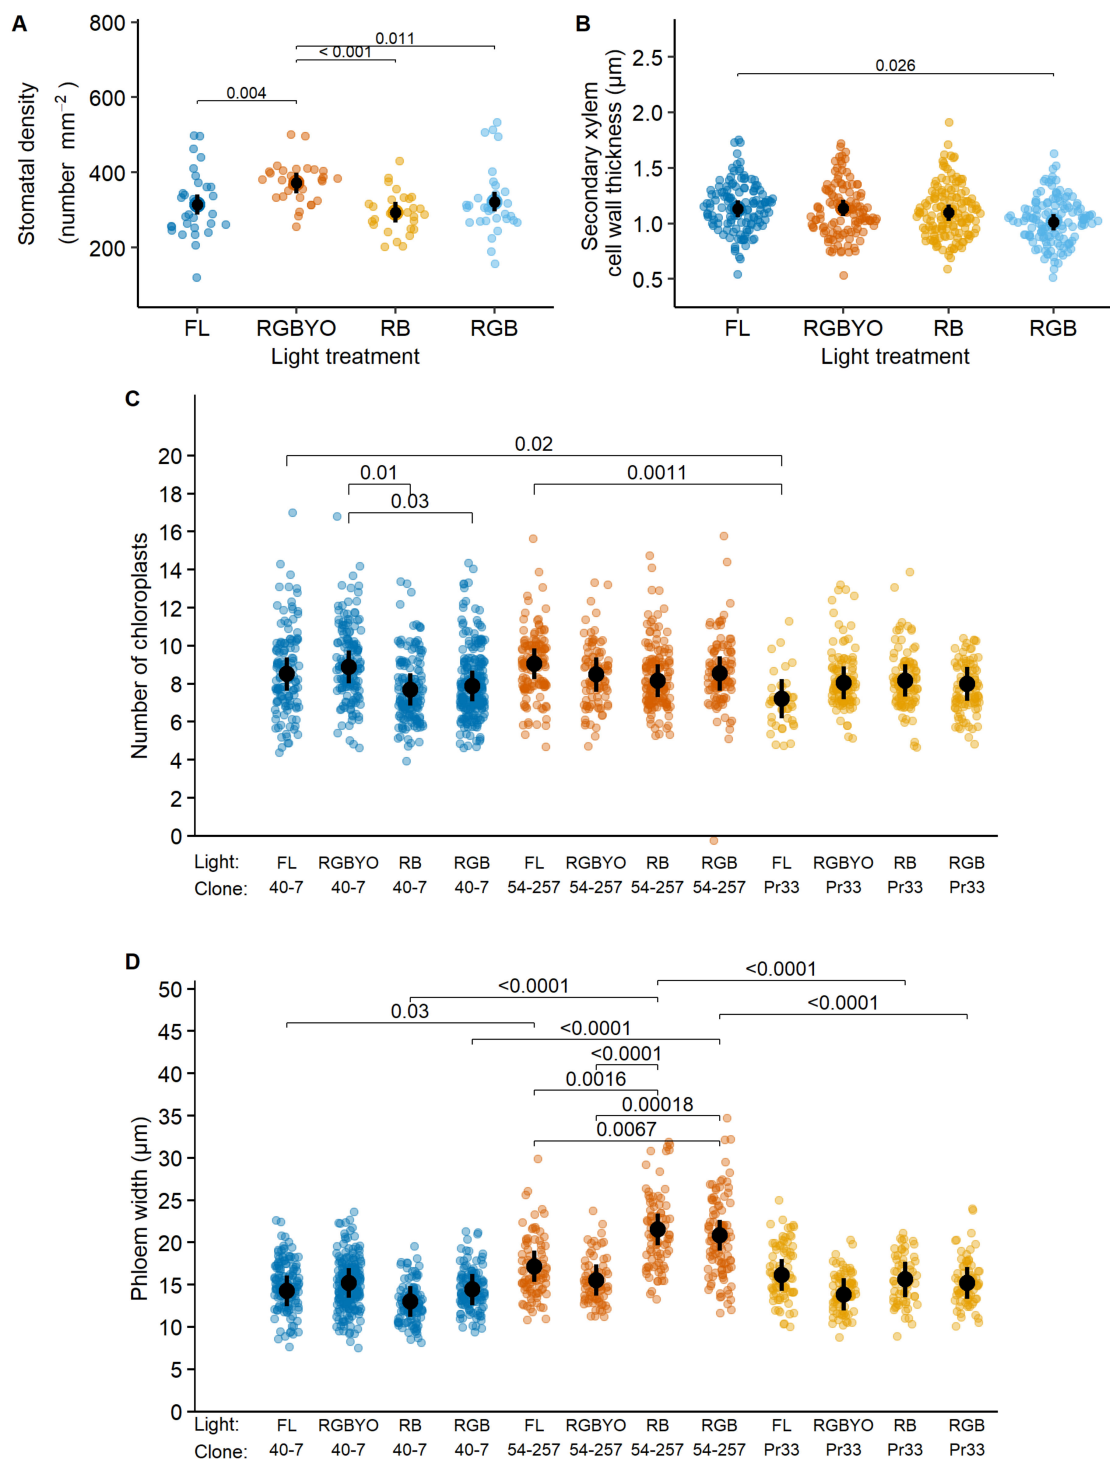 A
Stomatal density
(number mm−2)
800
600
400
200
0.011
< 0.001
0.004
FL RGBYO RB RGB
Light treatment
B
Secondary xylem
cell wall thickness (µm)
2.5
2.0
1.5
1.0
0.5
0.026
FL RGBYO RB RGB
Light treatment
C
Number of chloroplasts
20
18
16
14
12
10
8
6
4
2
0
0.02
0.01
0.0011
0.03
Light: FL RGBYO RB RGB FL RGBYO RB RGB FL RGBYO RB RGB
Clone: 40-7 40-7 40-7 40-7 54-257 54-257 54-257 54-257 Pr33 Pr33 Pr33 Pr33
D
Phloem width (µm)
50
45
40
35
30
25
20
15
10
5
0
<0.0001
<0.0001
<0.0001
0.03
<0.0001
<0.0001
0.0016
0.00018
0.0067
Light: FL RGBYO RB RGB FL RGBYO RB RGB FL RGBYO RB RGB
Clone: 40-7 40-7 40-7 40-7 54-257 54-257 54-257 54-257 Pr33 Pr33 Pr33 Pr33